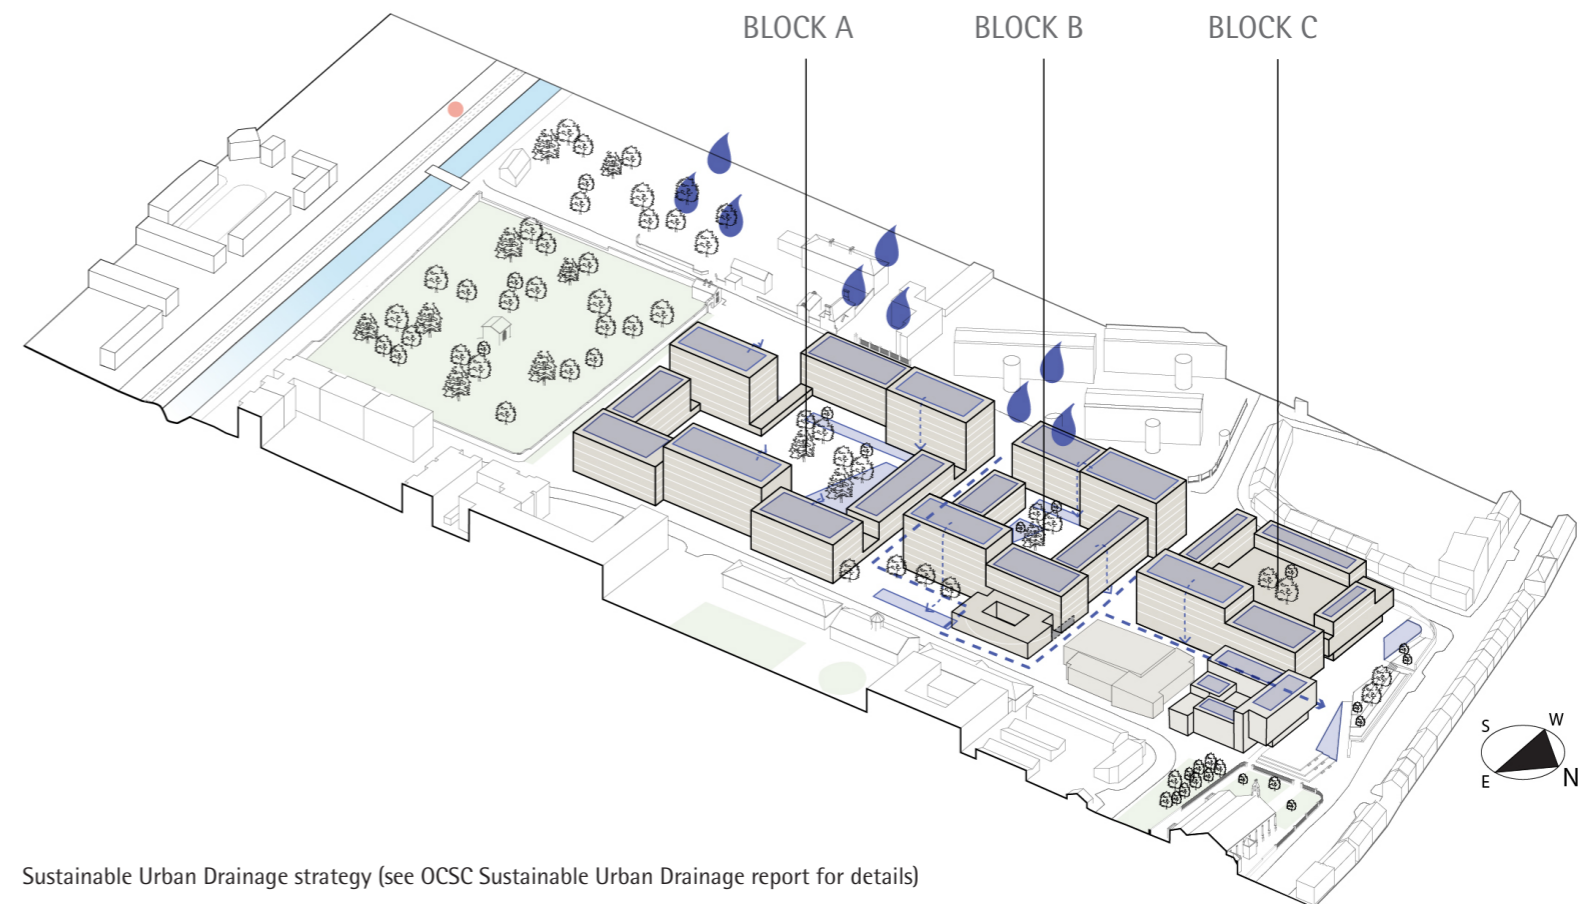 BLOCK A
BLOCK B
BLOCK C
S
W
E
N
Sustainable Urban Drainage strategy (see OCSC Sustainable Urban Drainage report for details)